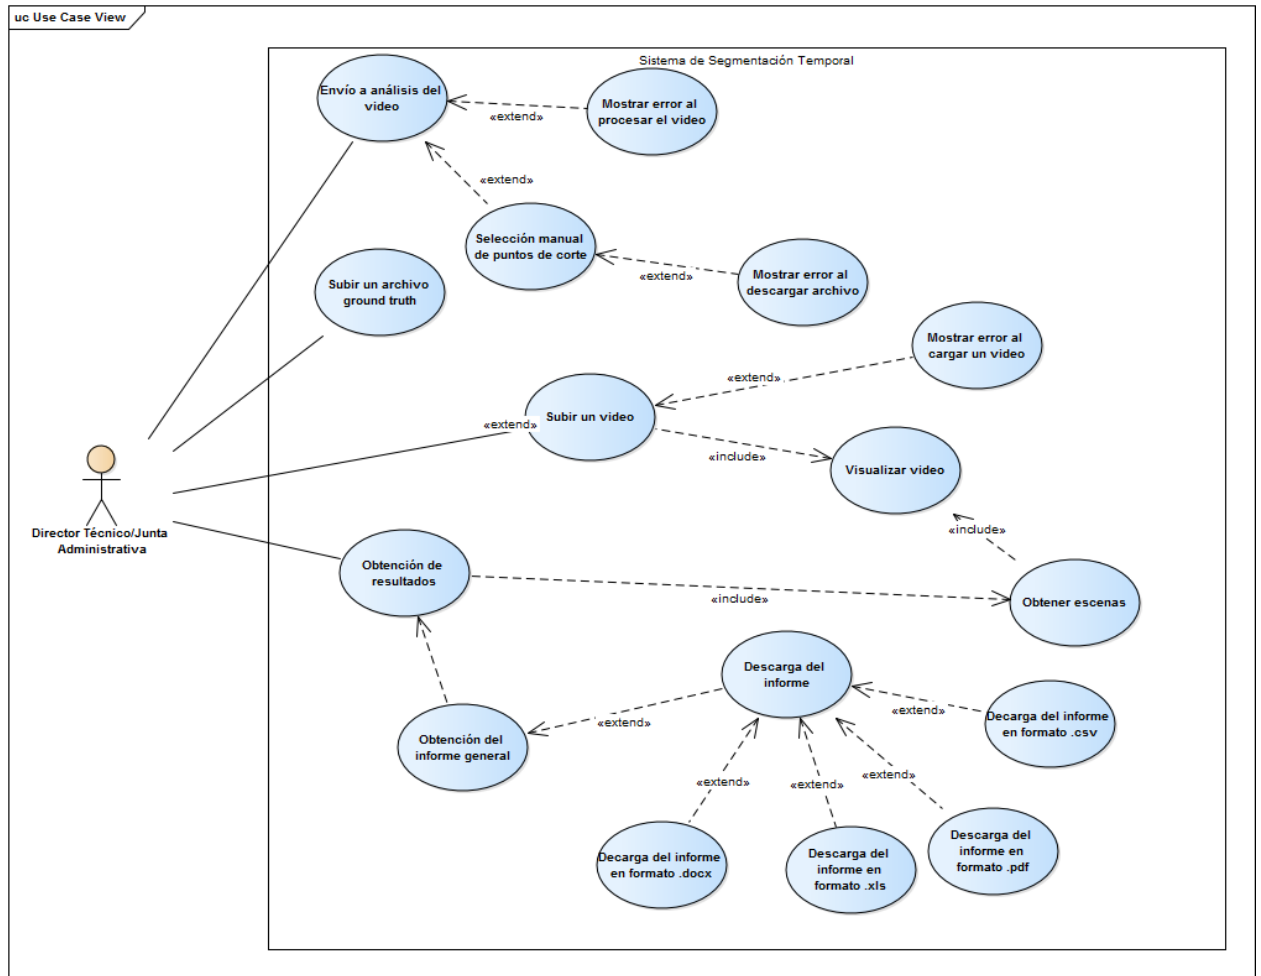 uc Use Case View
Sistema de Segmentación Temporal
Envío a análisis del
video
Mostrar error al
procesar el video
«extend»
«extend»
Selección manual
de puntos de corte
«extend»
Mostrar error al
descargar archivo
Subir un archivo
ground truth
Mostrar error al
cargar un video
«extend»
Subir un video
«extend»
«include»
Visualizar video
«include»
Director Técnico/Junta
Administrativa
Obtención de
resultados
«include»
Obtener escenas
Descarga del
informe
«extend»
«extend»
Decarga del informe
en formato .csv
Obtención del
informe general
«extend»
«extend»
«extend»
Decarga del informe
en formato .docx
Descarga del
informe en
formato .xls
Descarga del
informe en
formato .pdf